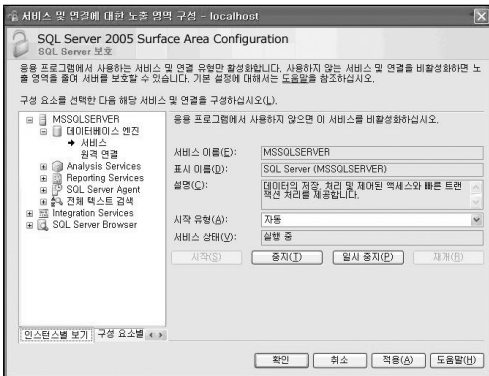 서비스 및 연결에 대한 노출 영역 구성 - localhost
SQL Server 2005 Surface Area Configuration
SQL Server 보호
응용 프로그램에서 사용하는 서비스 및 연결 유형만 활성화합니다. 사용하지 않는 서비스 및 연결을 비활성화하면 노
출 영역을 줄여 서버를 보호할 수 있습니다. 기본 설정에 대해서는 도움말을 참조하십시오.
구성 요소를 선택한 다음 해당 서비스 및 연결을 구성하십시오(L).
MSSQLSERVER
데이터베이스 엔진
서비스
원격 연결
Analysis Services
Reporting Services
SQL Server Agent
전체 텍스트 검색
Integration Services
SQL Server Browser
인스턴스별 보기 구성 요소별
응용 프로그램에서 사용하지 않으면 이 서비스를 비활성화하십시오.
서비스 이름(E): MSSQLSERVER
표시 이름(D): SQL Server (MSSQLSERVER)
설명(C): 데이터의 저장, 처리 및 제어된 액세스와 빠른 트랜
잭션 처리를 제공합니다.
시작 유형(A): 자동
서비스 상태(V): 실행 중
시작(S) 중지(T) 일시 중지(P) 재개(R)
확인 취소 적용(A) 도움말(H)